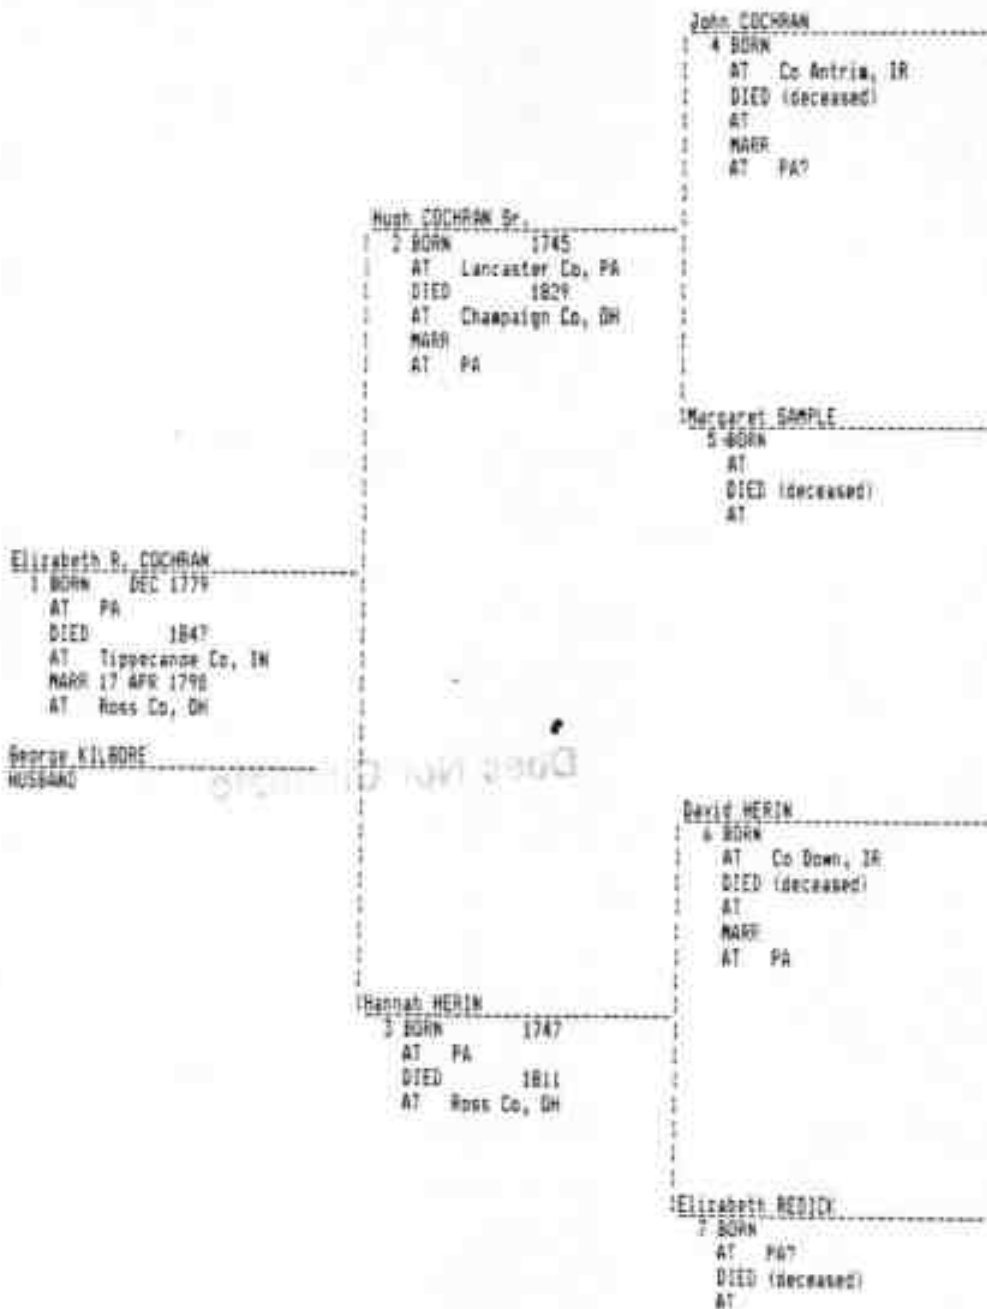 John COCHRAN
4 BORN
AT Co Antrim, IR
DIED (deceased)
AT
MARR
AT PA?
Hugh COCHRAN Sr.
2 BORN 1745
AT Lancaster Co, PA
DIED 1829
AT Champaign Co, OH
MARR
AT PA
Margaret SAMPLE
5 BORN
AT
DIED (deceased)
AT
Elizabeth R. COCHRAN
1 BORN DEC 1779
AT PA
DIED 184?
AT Tippecanoe Co, IN
MARR 17 APR 1798
AT Ross Co, OH
George KILGORE
HUSBAND
Does Not
David HERIN
6 BORN
AT Co Down, IR
DIED (deceased)
AT
MARR
AT PA
Hannah HERIN
3 BORN 1747
AT PA
DIED 1811
AT Ross Co, OH
Elizabeth REDICK
7 BORN
AT PA?
DIED (deceased)
AT